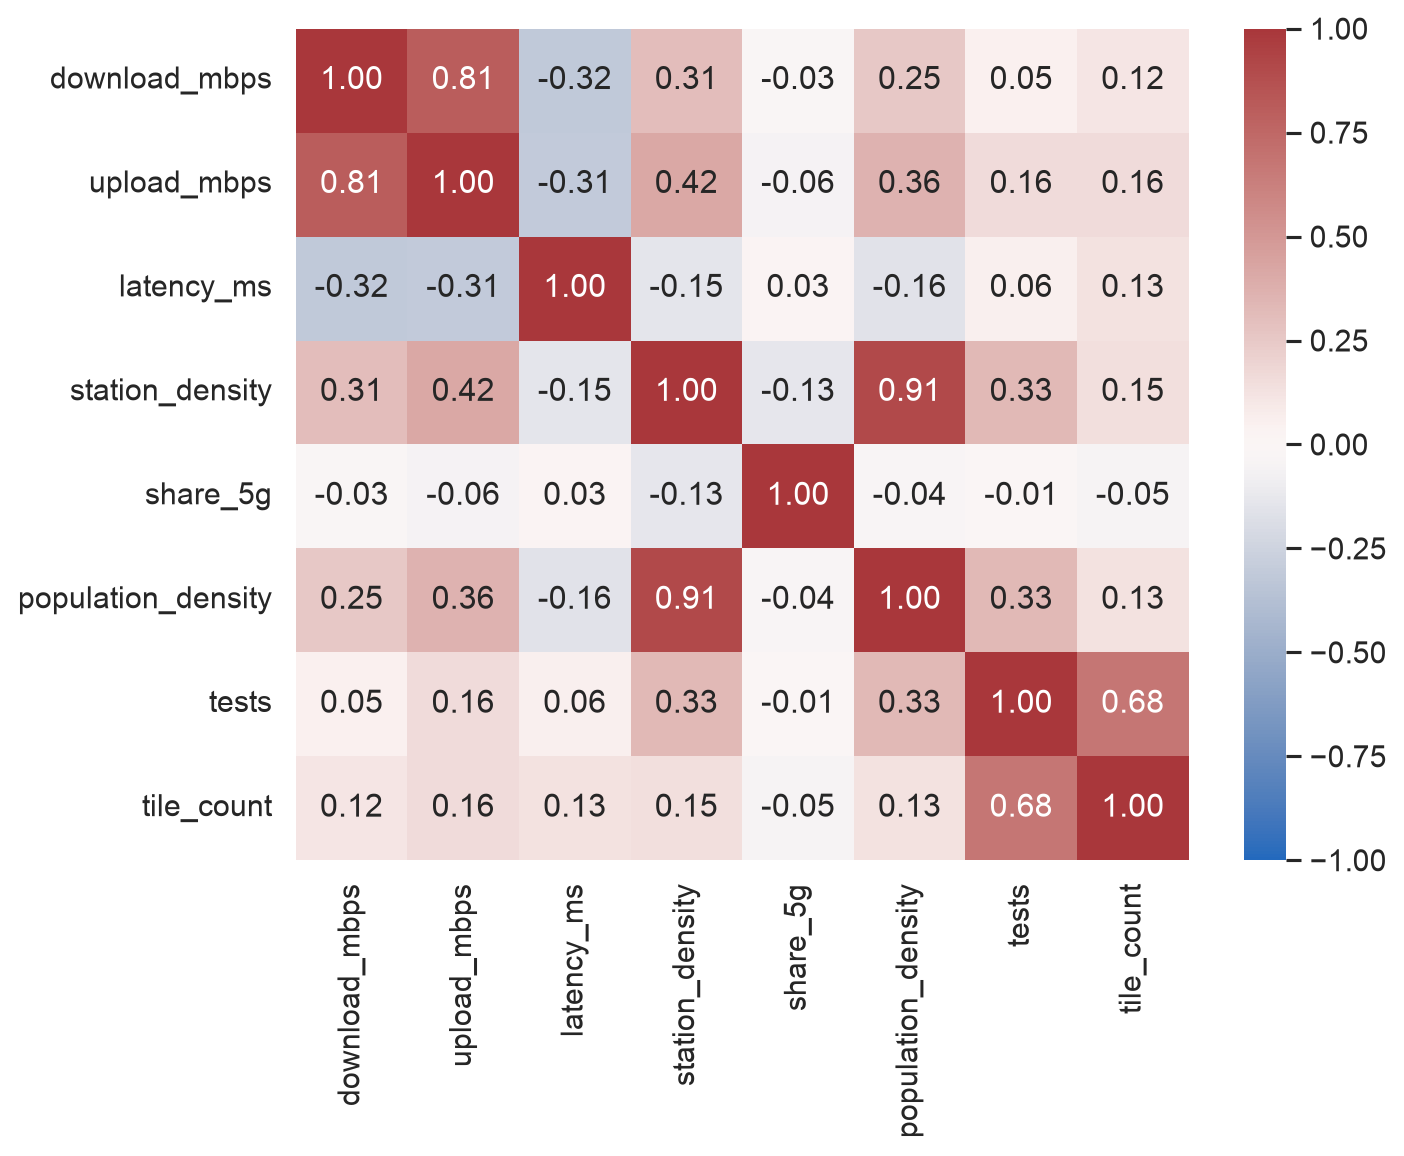 download_mbps 1.00 0.81 -0.32 0.31 -0.03 0.25 0.05 0.12
upload_mbps 0.81 1.00 -0.31 0.42 -0.06 0.36 0.16 0.16
latency_ms -0.32 -0.31 1.00 -0.15 0.03 -0.16 0.06 0.13
station_density 0.31 0.42 -0.15 1.00 -0.13 0.91 0.33 0.15
share_5g -0.03 -0.06 0.03 -0.13 1.00 -0.04 -0.01 -0.05
population_density 0.25 0.36 -0.16 0.91 -0.04 1.00 0.33 0.13
tests 0.05 0.16 0.06 0.33 -0.01 0.33 1.00 0.68
tile_count 0.12 0.16 0.13 0.15 -0.05 0.13 0.68 1.00
download_mbps
upload_mbps
latency_ms
station_density
share_5g
population_density
tests
tile_count
1.00
0.75
0.50
0.25
0.00
−0.25
−0.50
−0.75
−1.00